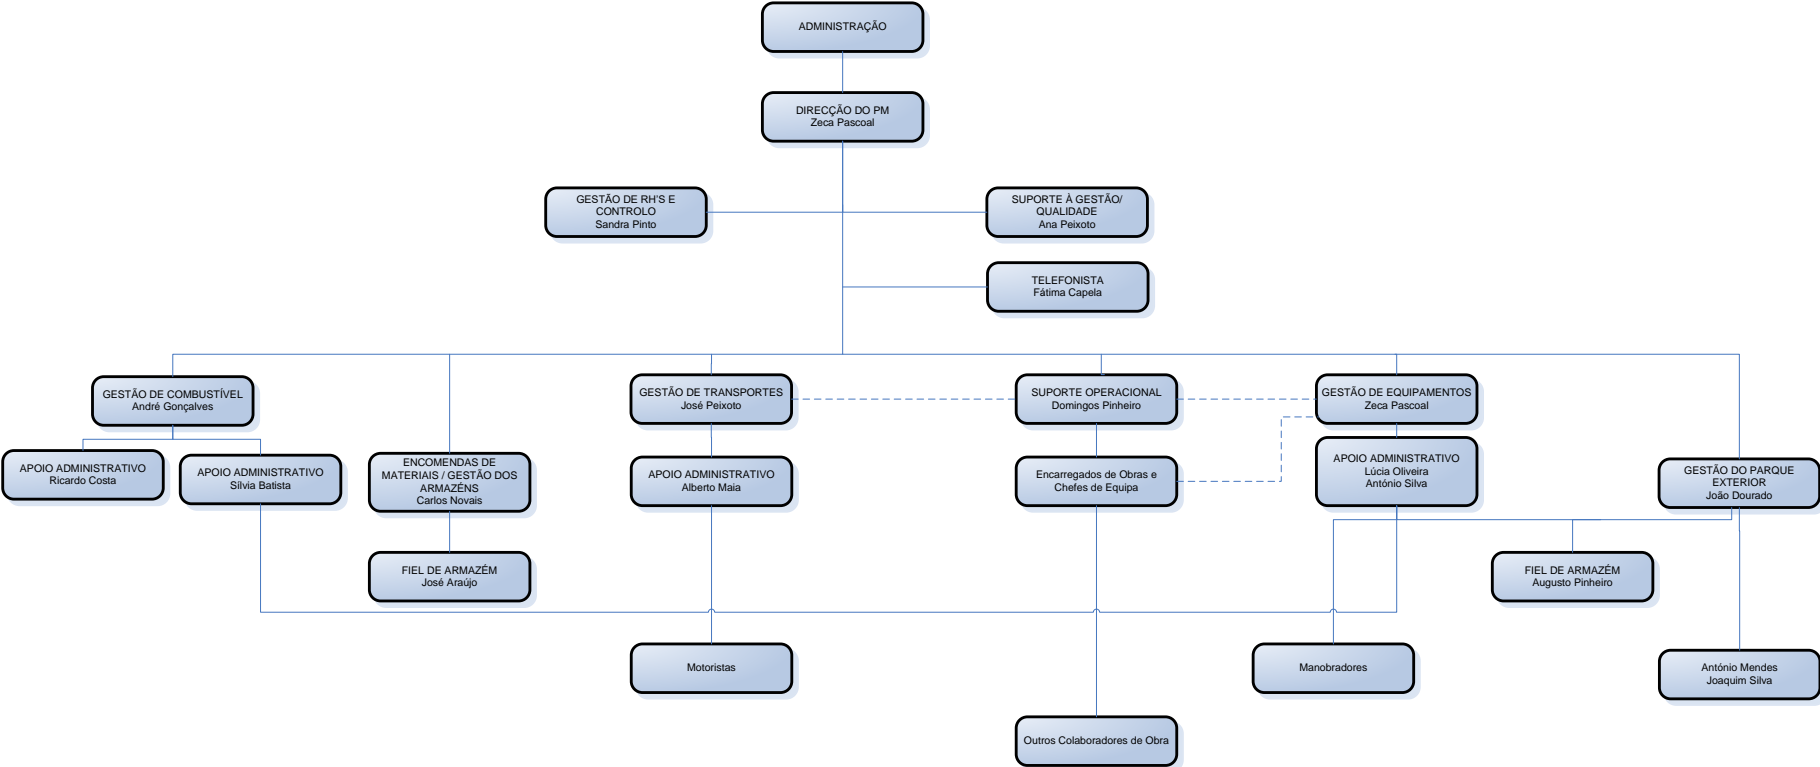 ADMINISTRAÇÃO
DIRECÇÃO DO PM
Zeca Pascoal
GESTÃO DE RH'S E
CONTROLO
Sandra Pinto
SUPORTE À GESTÃO/
QUALIDADE
Ana Peixoto
TELEFONISTA
Fátima Capela
GESTÃO DE COMBUSTÍVEL
André Gonçalves
GESTÃO DE TRANSPORTES
José Peixoto
SUPORTE OPERACIONAL
Domingos Pinheiro
GESTÃO DE EQUIPAMENTOS
Zeca Pascoal
APOIO ADMINISTRATIVO
Ricardo Costa
APOIO ADMINISTRATIVO
Sílvia Batista
ENCOMENDAS DE
MATERIAIS / GESTÃO DOS
ARMAZÉNS
Carlos Novais
APOIO ADMINISTRATIVO
Alberto Maia
Encarregados de Obras e
Chefes de Equipa
APOIO ADMINISTRATIVO
Lúcia Oliveira
António Silva
GESTÃO DO PARQUE
EXTERIOR
João Dourado
FIEL DE ARMAZÉM
José Araújo
FIEL DE ARMAZÉM
Augusto Pinheiro
Motoristas
Manobradores
António Mendes
Joaquim Silva
Outros Colaboradores de Obra